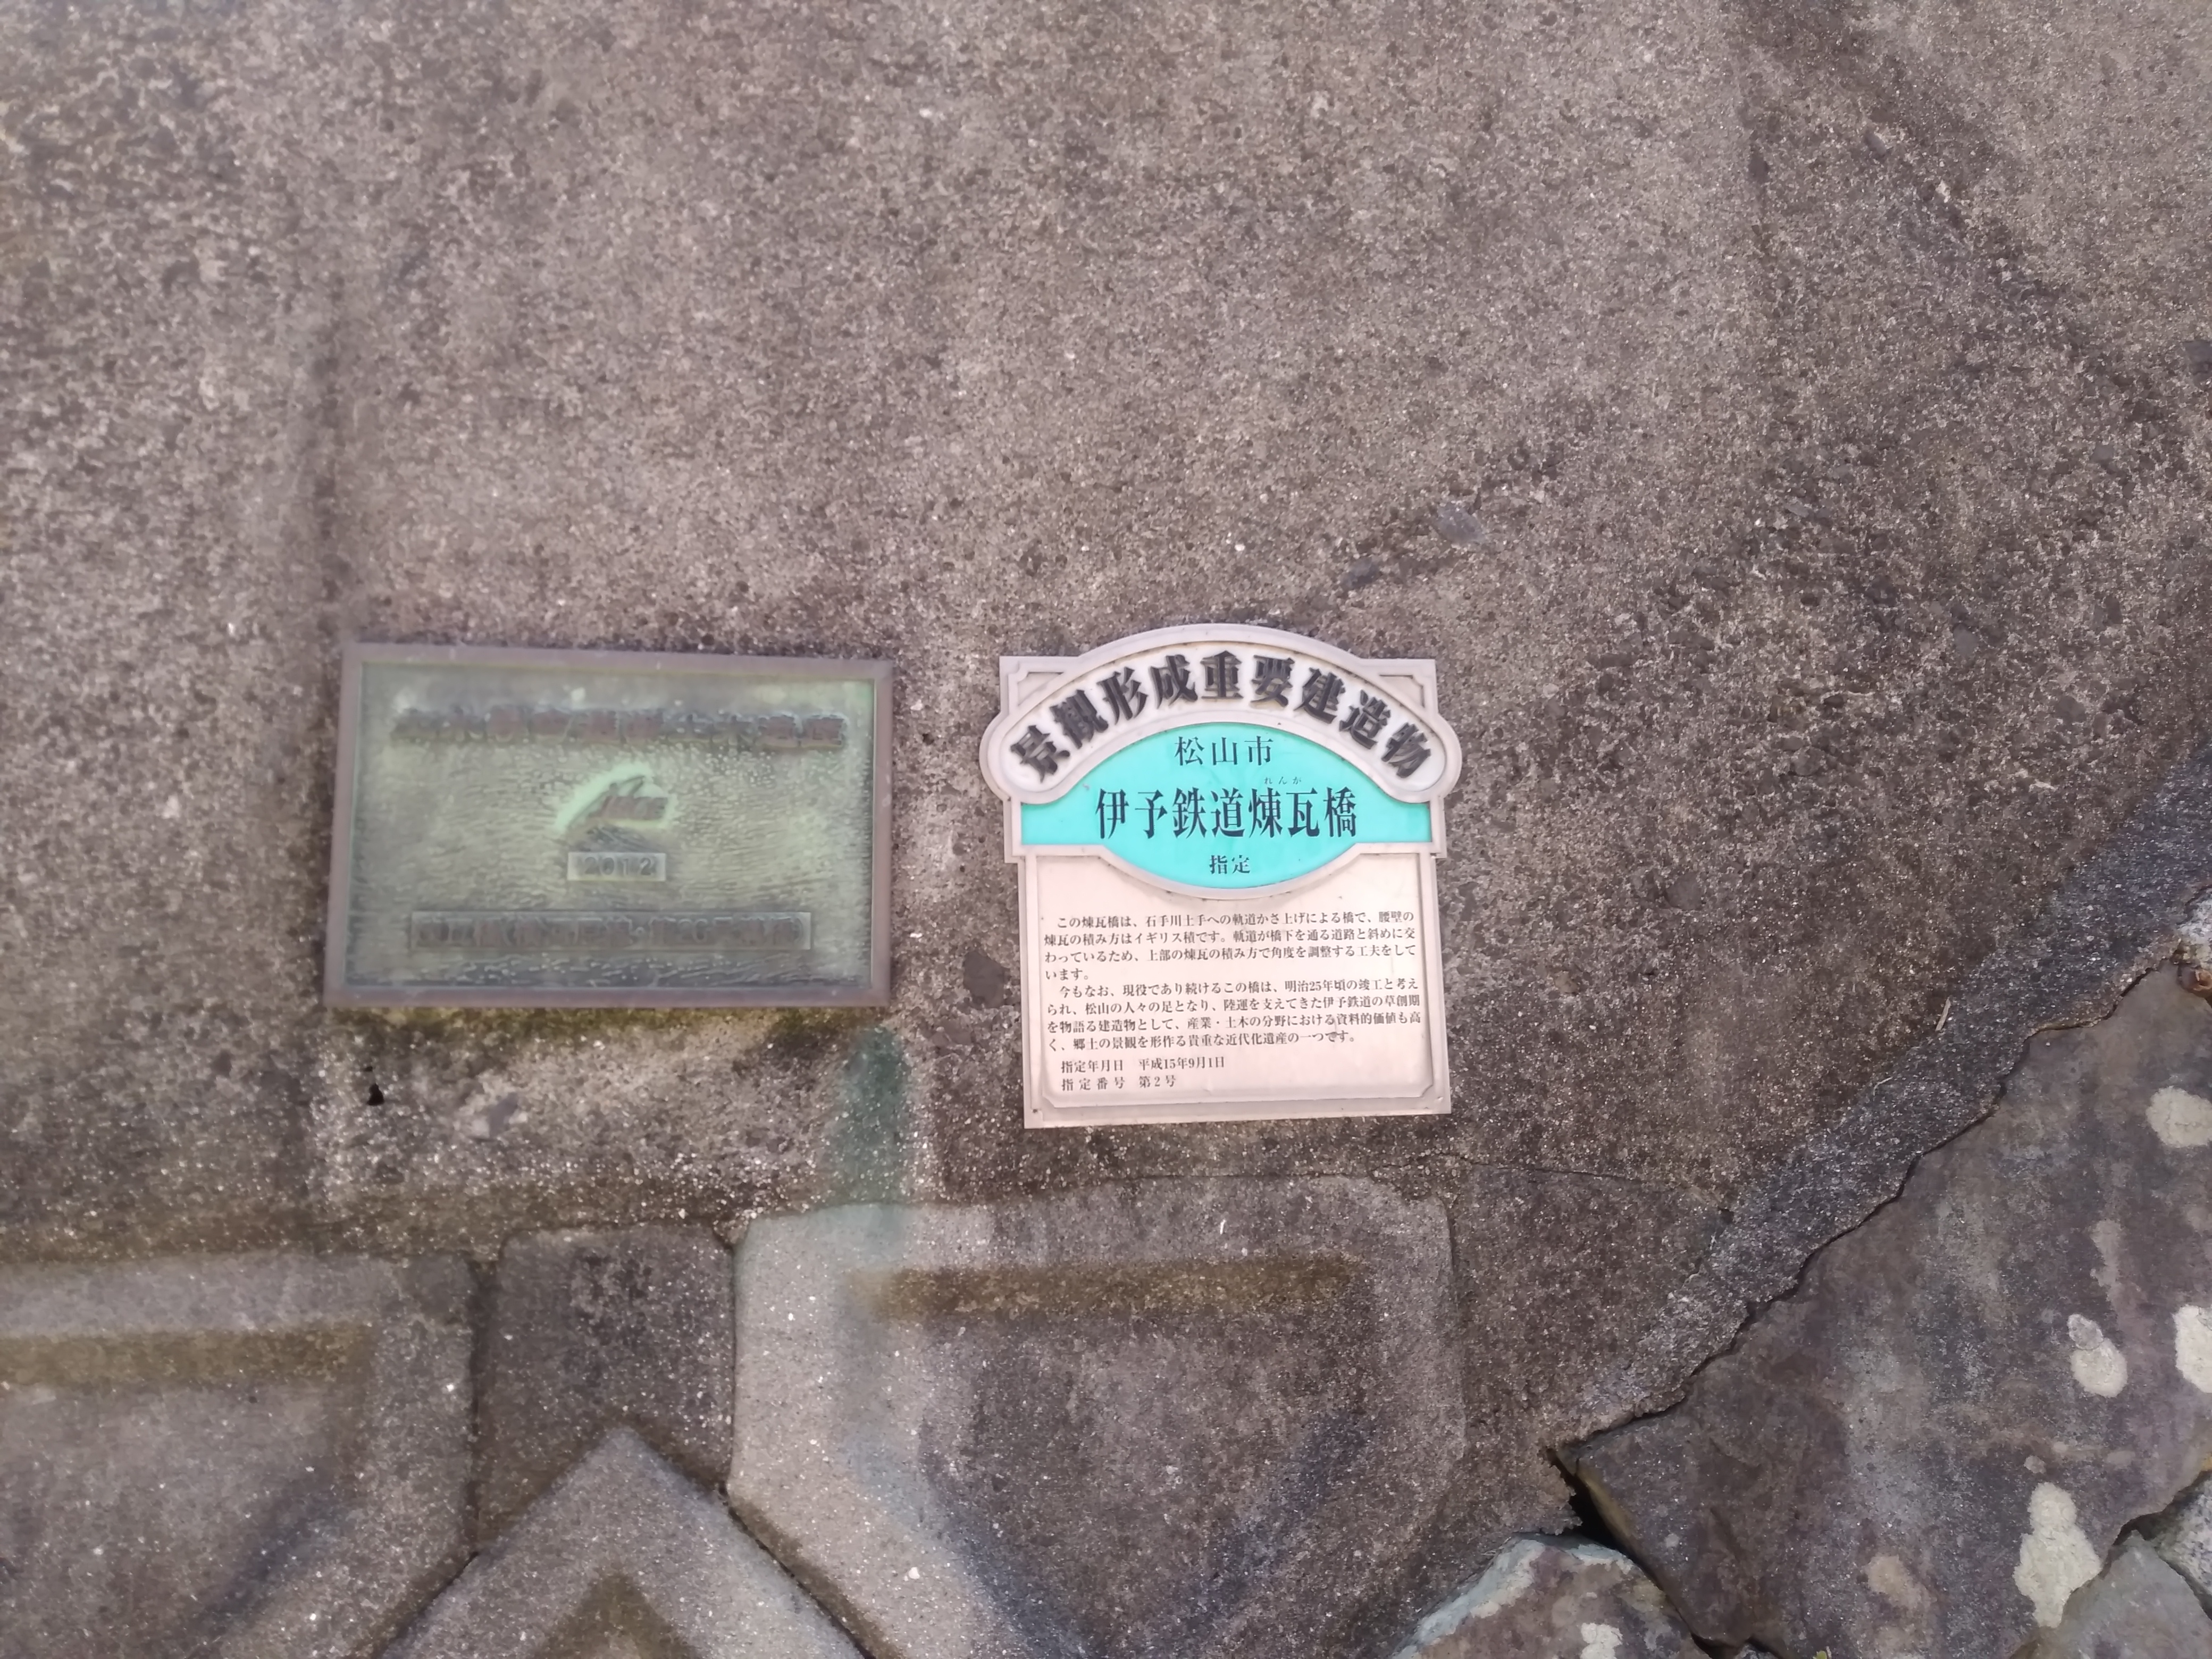 2012
景観形成重要建造物
松山市
れんが
伊予鉄道煉瓦橋
指定
この煉瓦橋は、石手川土手への軌道かさ上げによる橋で、腰壁の
煉瓦の積み方はイギリス積です。軌道が橋下を通る道路と斜めに交
わっているため、上部の煉瓦の積み方で角度を調整する工夫をして
います。
今もなお、現役であり続けるこの橋は、明治25年頃の竣工と考え
られ、松山の人々の足となり、陸運を支えてきた伊予鉄道の草創期
を物語る建造物として、産業・土木の分野における資料的価値も高
く、郷土の景観を形作る貴重な近代化遺産の一つです。
指定年月日　平成15年9月1日
指定番号　第2号